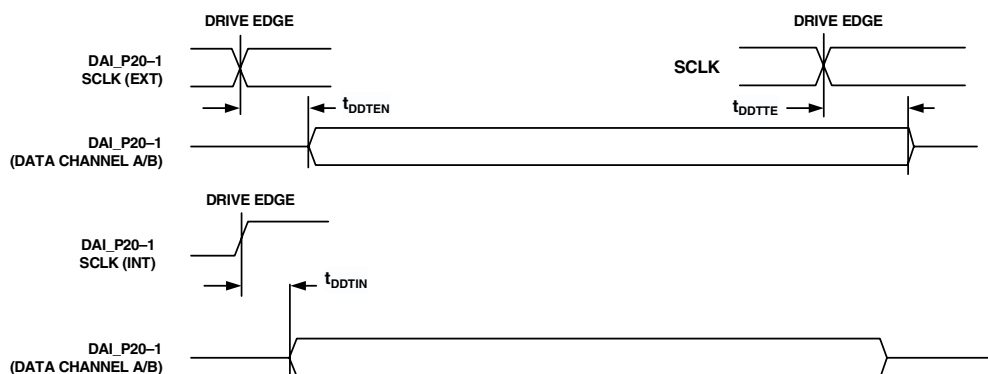 DRIVE EDGE
DRIVE EDGE
DAI_P20–1
SCLK (EXT)
SCLK
tDDTEN
tDDTTE
DAI_P20–1
(DATA CHANNEL A/B)
DRIVE EDGE
DAI_P20–1
SCLK (INT)
tDDTIN
DAI_P20–1
(DATA CHANNEL A/B)